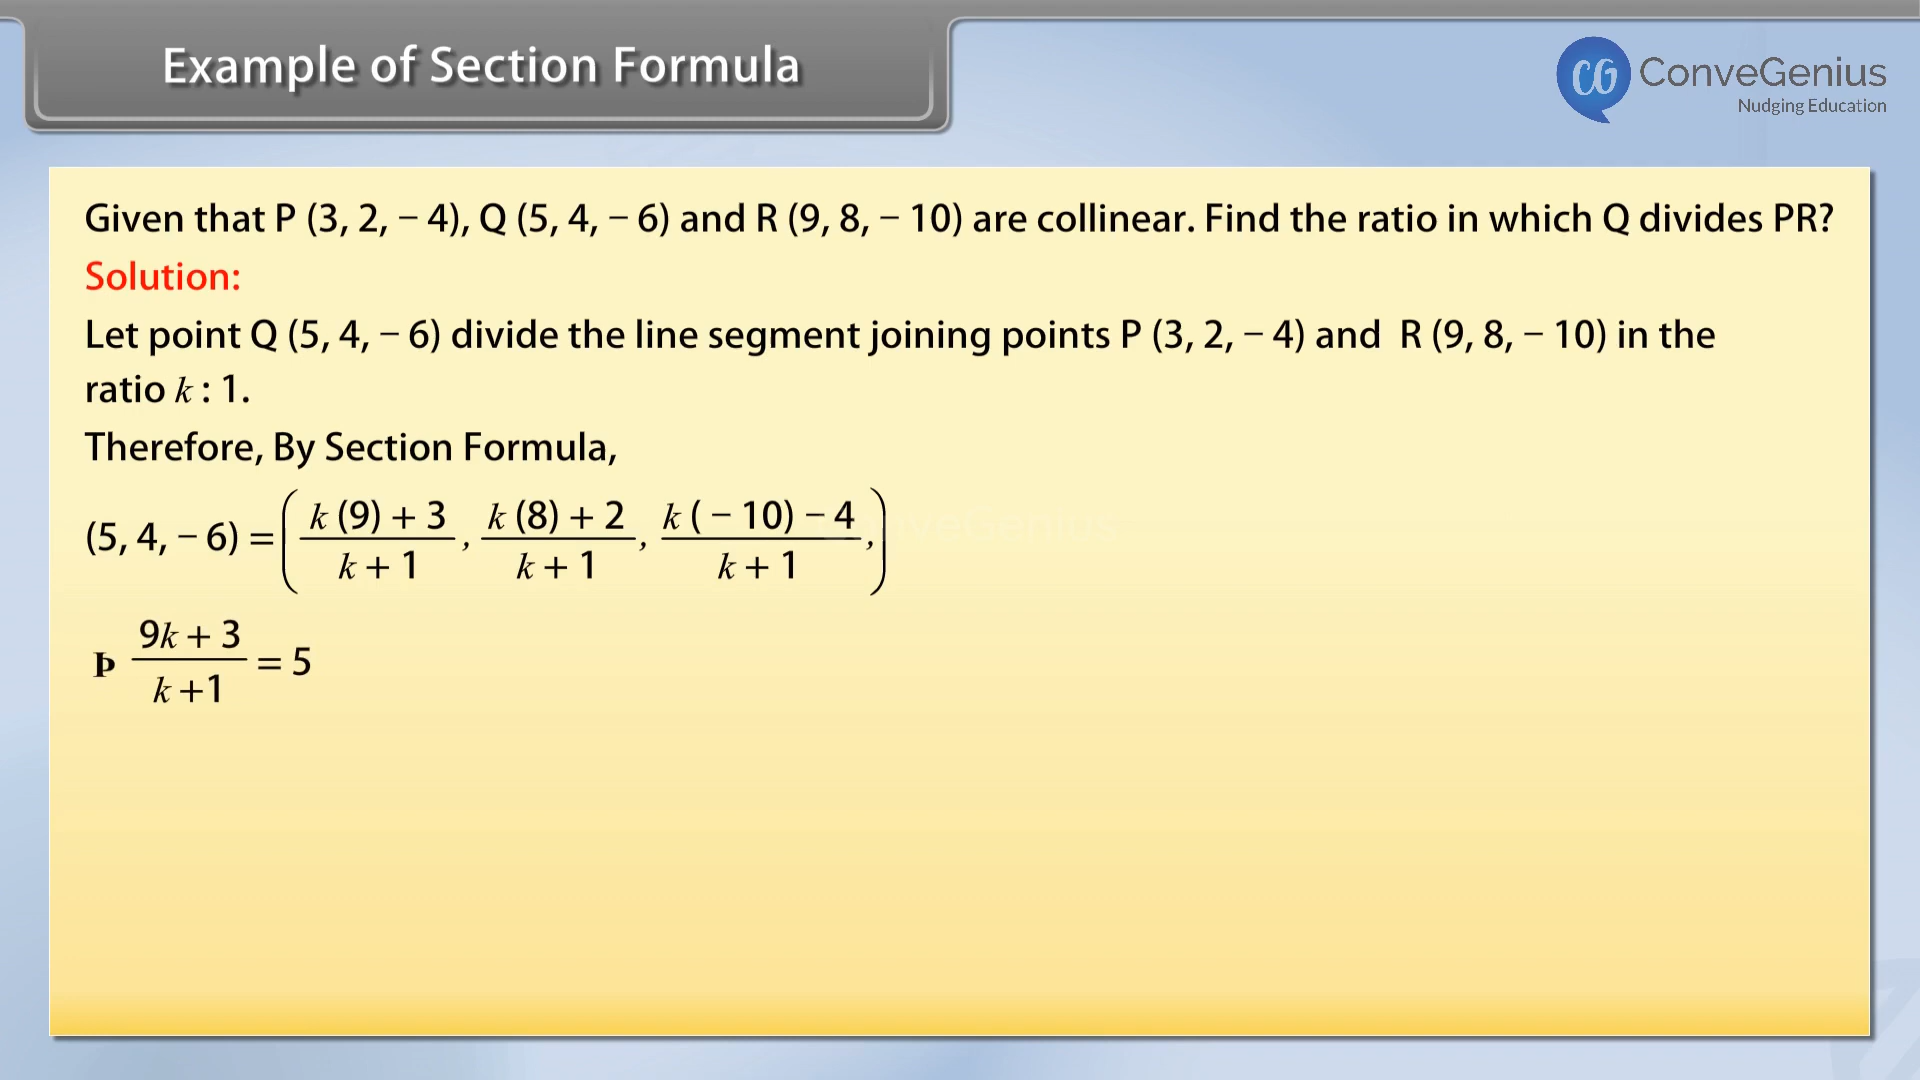 Example of Section Formula
CG ConveGenius
Nudging Education
Given that P (3, 2, – 4), Q (5, 4, – 6) and R (9, 8, – 10) are collinear. Find the ratio in which Q divides PR?
Solution:
Let point Q (5, 4, – 6) divide the line segment joining points P (3, 2, – 4) and R (9, 8, – 10) in the
ratio k : 1.
Therefore, By Section Formula,
(5, 4, – 6) = ( k (9) + 3 / k + 1 , k (8) + 2 / k + 1 , k ( – 10) – 4 / k + 1 , )
Þ 9k + 3 / k +1 = 5
ConveGenius